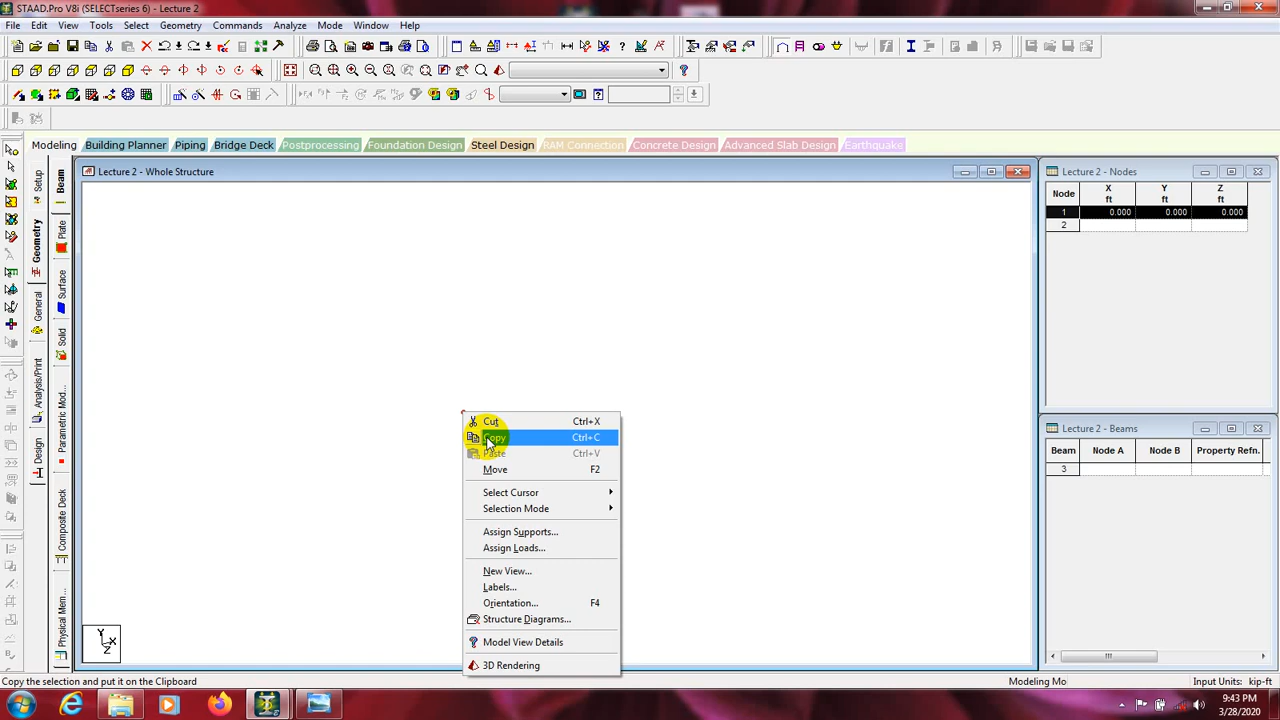 STAAD.Pro V8i (SELECTseries 6) - Lecture 2
File Edit View Tools Select Geometry Commands Analyze Mode Window Help
Modeling Building Planner Piping Bridge Deck Postprocessing Foundation Design Steel Design RAM Connection Concrete Design Advanced Slab Design Earthquake
Setup
Geometry
General
Analysis/Print
Design
Beam
Plate
Surface
Solid
Parametric Mod...
Composite Deck
Physical Mem...
Lecture 2 - Whole Structure
Cut Ctrl+X
Copy Ctrl+C
Paste Ctrl+V
Move F2
Select Cursor
Selection Mode
Assign Supports...
Assign Loads...
New View...
Labels...
Orientation... F4
Structure Diagrams...
Model View Details
3D Rendering
Y
X
Z
Lecture 2 - Nodes
Node X ft Y ft Z ft
1 0.000 0.000 0.000
2
Lecture 2 - Beams
Beam Node A Node B Property Refn.
3
Copy the selection and put it on the Clipboard Modeling Mo Input Units: kip-ft
9:43 PM
3/28/2020